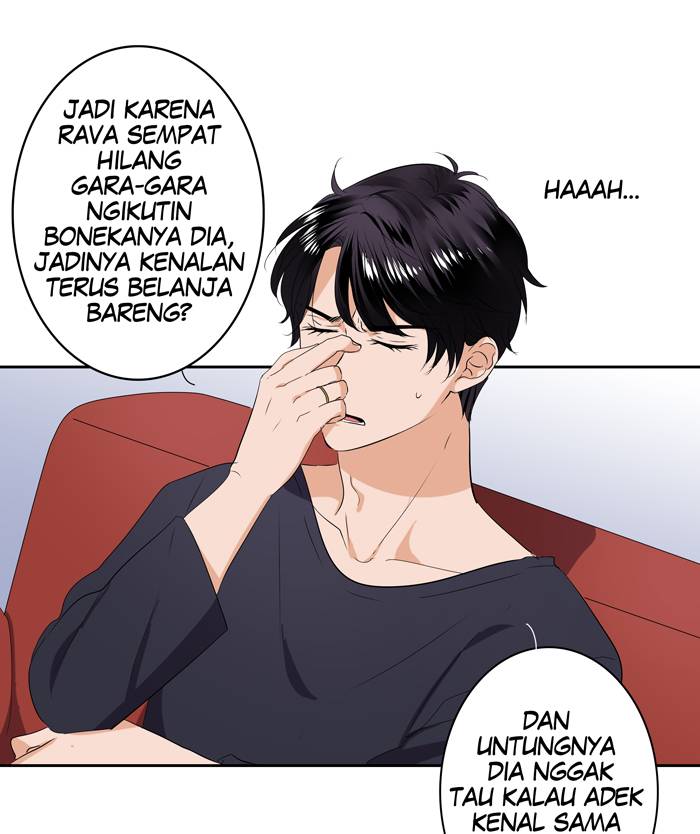 JADI KARENA
RAVA SEMPAT
HILANG
GARA-GARA
NGIKUTIN
BONEKANYA DIA,
JADINYA KENALAN
TERUS BELANJA
BARENG?
HAAAH...
DAN
UNTUNGNYA
DIA NGGAK
TAU KALAU ADEK
KENAL SAMA